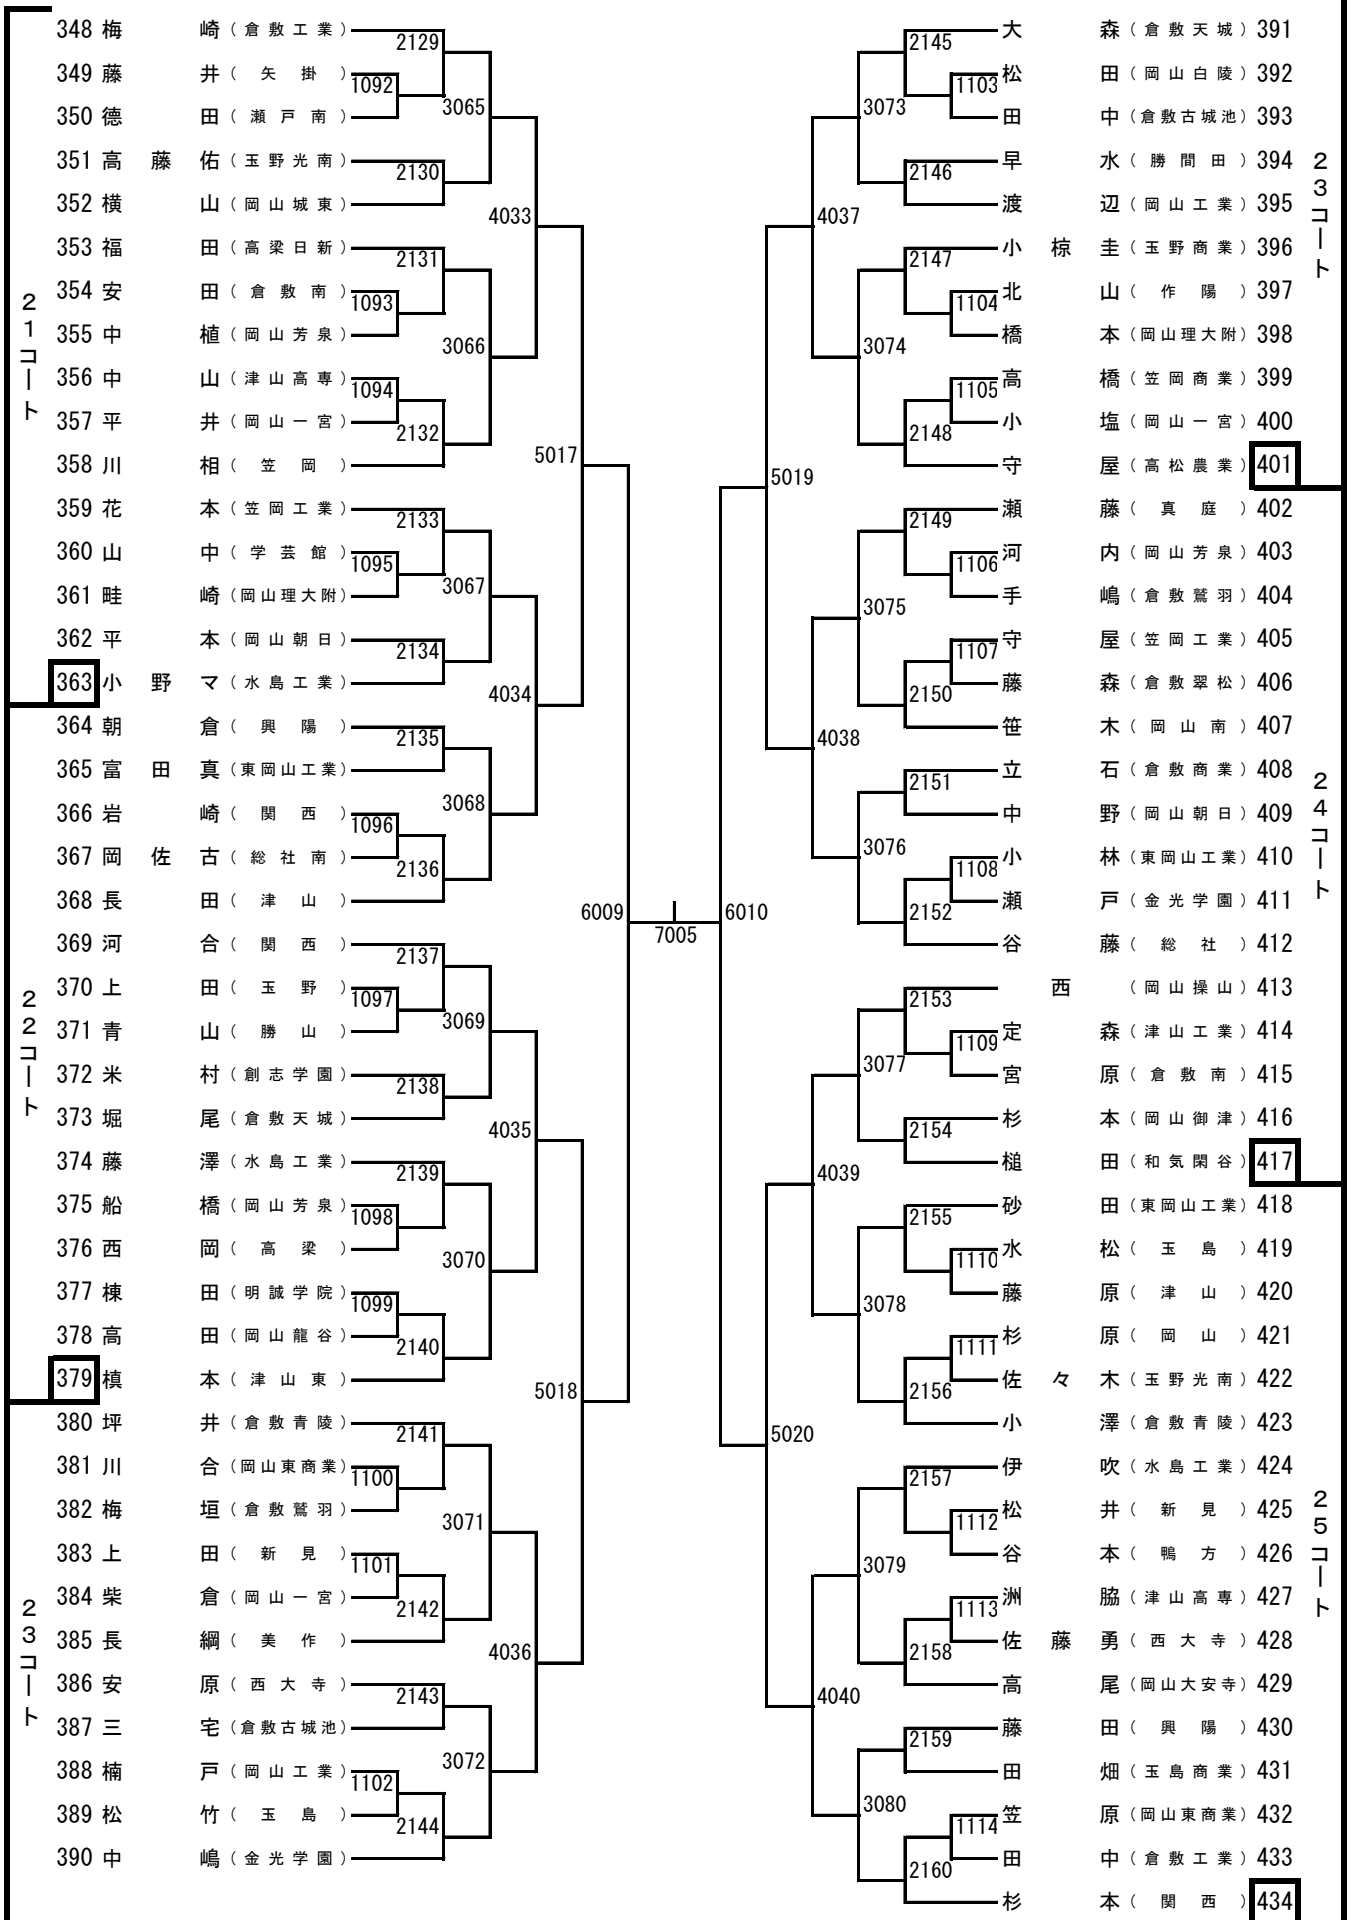 348 梅崎（倉敷工業）
349 藤井（矢掛）
350 德田（瀬戸南）
351 高藤佑（玉野光南）
352 横山（岡山城東）
353 福田（高梁日新）
354 安田（倉敷南）
355 中植（岡山芳泉）
356 中山（津山高専）
357 平井（岡山一宮）
358 川相（笠岡）
359 花本（笠岡工業）
360 山中（学芸館）
361 畦崎（岡山理大附）
362 平本（岡山朝日）
363 小野マ（水島工業）
364 朝倉（興陽）
365 富田真（東岡山工業）
366 岩崎（関西）
367 岡佐古（総社南）
368 長田（津山）
369 河合（関西）
370 上田（玉野）
371 青山（勝山）
372 米村（創志学園）
373 堀尾（倉敷天城）
374 藤澤（水島工業）
375 船橋（岡山芳泉）
376 西岡（高梁）
377 棟田（明誠学院）
378 高田（岡山龍谷）
379 槙本（津山東）
380 坪井（倉敷青陵）
381 川合（岡山東商業）
382 梅垣（倉敷鷲羽）
383 上田（新見）
384 柴倉（岡山一宮）
385 長綱（美作）
386 安原（西大寺）
387 三宅（倉敷古城池）
388 楠戸（岡山工業）
389 松竹（玉島）
390 中嶋（金光学園）
21コート
22コート
23コート
1092
1093
1094
1095
1096
1097
1098
1099
1100
1101
1102
2129
2130
2131
2132
2133
2134
2135
2136
2137
2138
2139
2140
2141
2142
2143
2144
3065
3066
3067
3068
3069
3070
3071
3072
4033
4034
4035
4036
5017
5018
6009
7005
6010
5019
5020
4037
4038
4039
4040
3073
3074
3075
3076
3077
3078
3079
3080
2145
2146
2147
2148
2149
2150
2151
2152
2153
2154
2155
2156
2157
2158
2159
2160
1103
1104
1105
1106
1107
1108
1109
1110
1111
1112
1113
1114
大森（倉敷天城）391
松田（岡山白陵）392
田中（倉敷古城池）393
早水（勝間田）394
渡辺（岡山工業）395
小椋圭（玉野商業）396
北山（作陽）397
橋本（岡山理大附）398
高橋（笠岡商業）399
小塩（岡山一宮）400
守屋（高松農業）401
瀬藤（真庭）402
河内（岡山芳泉）403
手嶋（倉敷鷲羽）404
守屋（笠岡工業）405
藤森（倉敷翠松）406
笹木（岡山南）407
立石（倉敷商業）408
中野（岡山朝日）409
小林（東岡山工業）410
瀬戸（金光学園）411
谷藤（総社）412
西（岡山操山）413
定森（津山工業）414
宮原（倉敷南）415
杉本（岡山御津）416
槌田（和気閑谷）417
砂田（東岡山工業）418
水松（玉島）419
藤原（津山）420
杉原（岡山）421
佐々木（玉野光南）422
小澤（倉敷青陵）423
伊吹（水島工業）424
松井（新見）425
谷本（鴨方）426
洲脇（津山高専）427
佐藤勇（西大寺）428
高尾（岡山大安寺）429
藤田（興陽）430
田畑（玉島商業）431
笠原（岡山東商業）432
田中（倉敷工業）433
杉本（関西）434
23コート
24コート
25コート